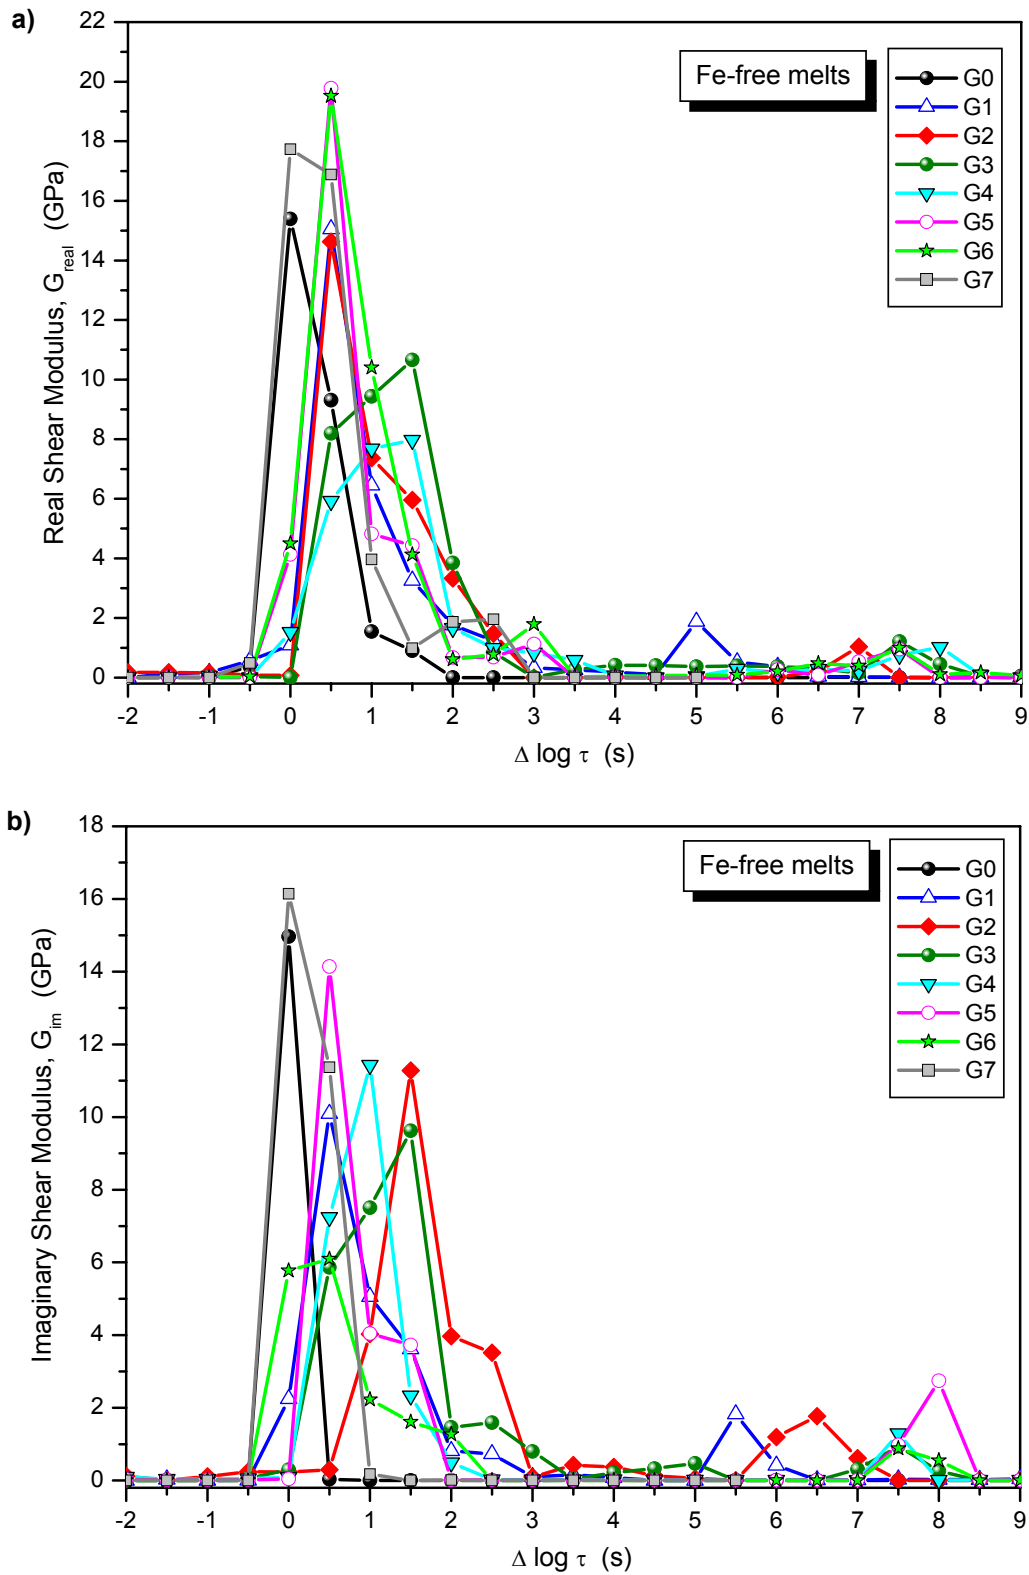 a)
22
20
18
16
14
12
10
8
6
4
2
0
Real Shear Modulus, G_real (GPa)
Fe-free melts
G0
G1
G2
G3
G4
G5
G6
G7
-2 -1 0 1 2 3 4 5 6 7 8 9
Δ log τ (s)
b)
18
16
14
12
10
8
6
4
2
0
Imaginary Shear Modulus, G_im (GPa)
Fe-free melts
G0
G1
G2
G3
G4
G5
G6
G7
-2 -1 0 1 2 3 4 5 6 7 8 9
Δ log τ (s)